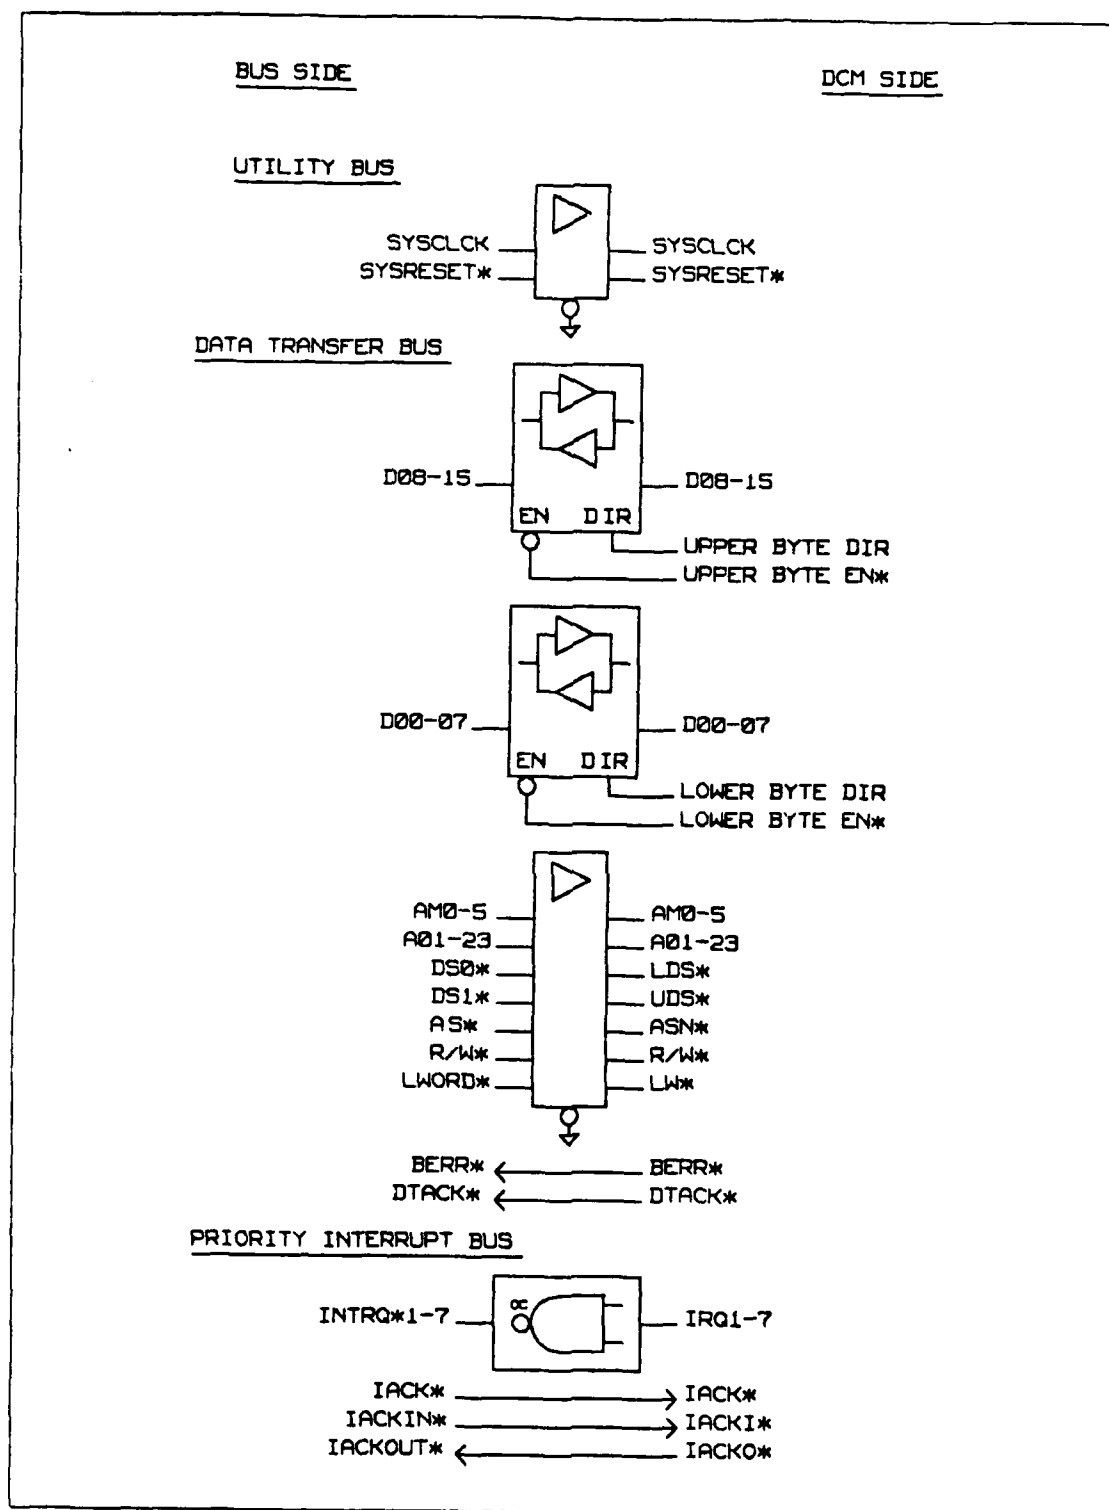 BUS SIDE DCM SIDE
UTILITY BUS
SYSCLCK SYSCLCK
SYSRESET* SYSRESET*
DATA TRANSFER BUS
D08-15 D08-15
EN DIR
UPPER BYTE DIR
UPPER BYTE EN*
D00-07 D00-07
EN DIR
LOWER BYTE DIR
LOWER BYTE EN*
AM0-5 AM0-5
A01-23 A01-23
DS0* LDS*
DS1* UDS*
AS* ASN*
R/W* R/W*
LWORD* LW*
BERR* BERR*
DTACK* DTACK*
PRIORITY INTERRUPT BUS
INTRQ*1-7 IRQ1-7
IACK* IACK*
IACKIN* IACKI*
IACKOUT* IACKO*